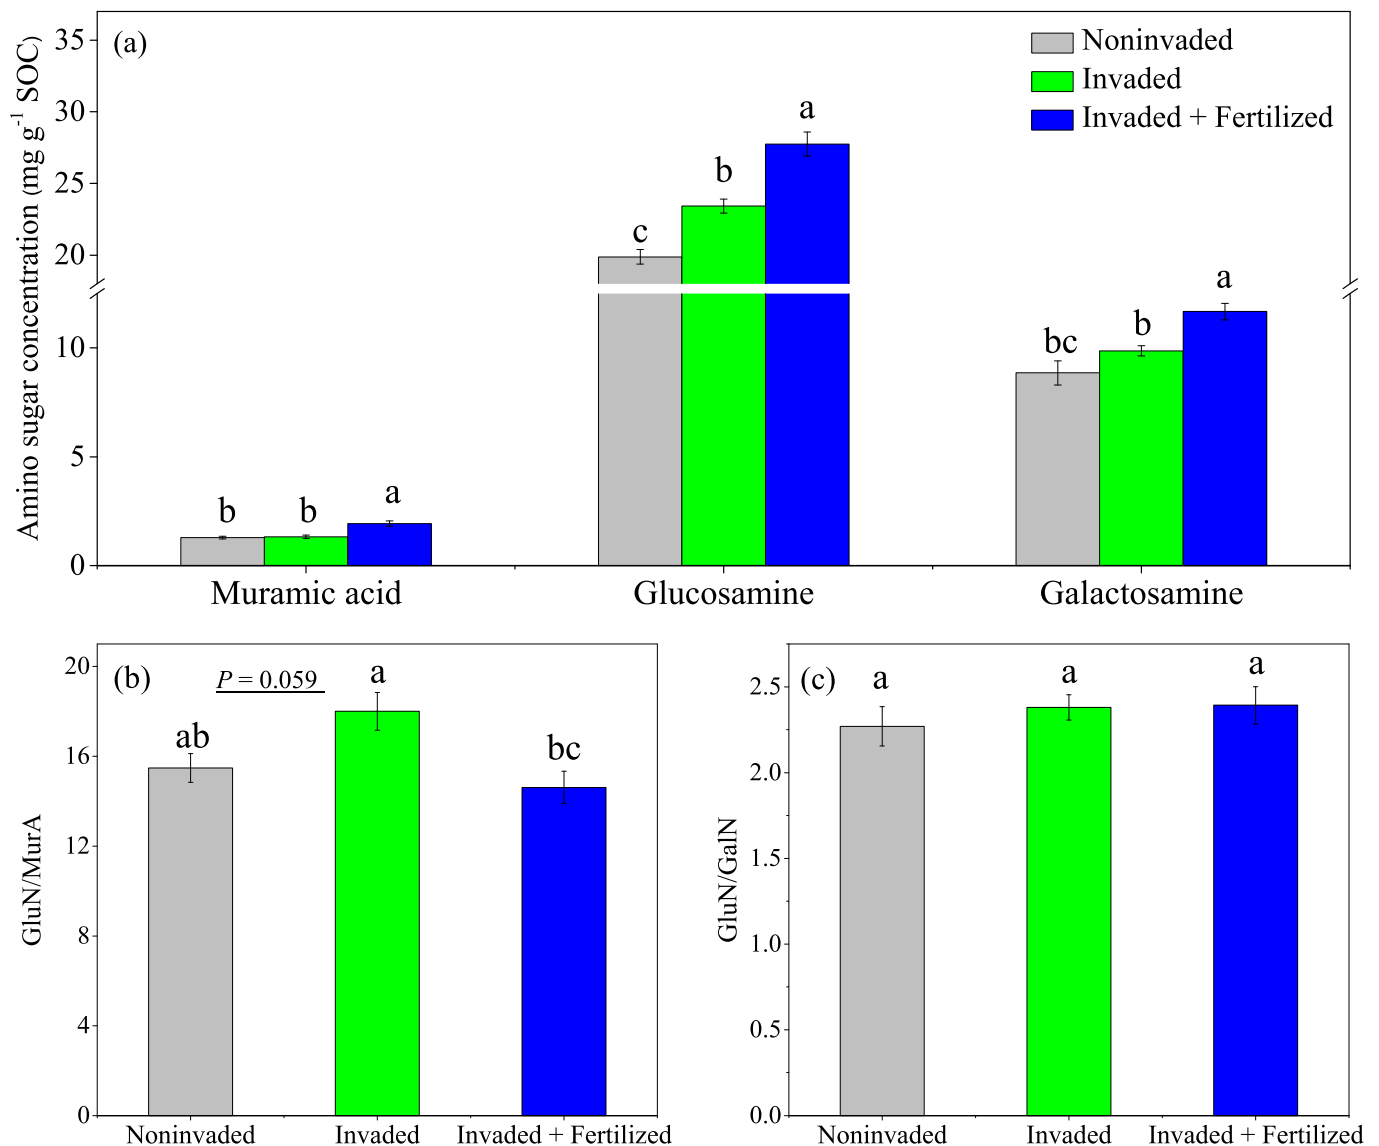 (a)
Noninvaded
Invaded
Invaded + Fertilized
Amino sugar concentration (mg g⁻¹ SOC)
35
30
25
20
10
5
0
b
b
a
c
b
a
bc
b
a
Muramic acid
Glucosamine
Galactosamine
(b)
P = 0.059
GluN/MurA
20
16
12
8
4
0
ab
a
bc
Noninvaded
Invaded
Invaded + Fertilized
(c)
GluN/GalN
2.5
2.0
1.5
1.0
0.5
0.0
a
a
a
Noninvaded
Invaded
Invaded + Fertilized